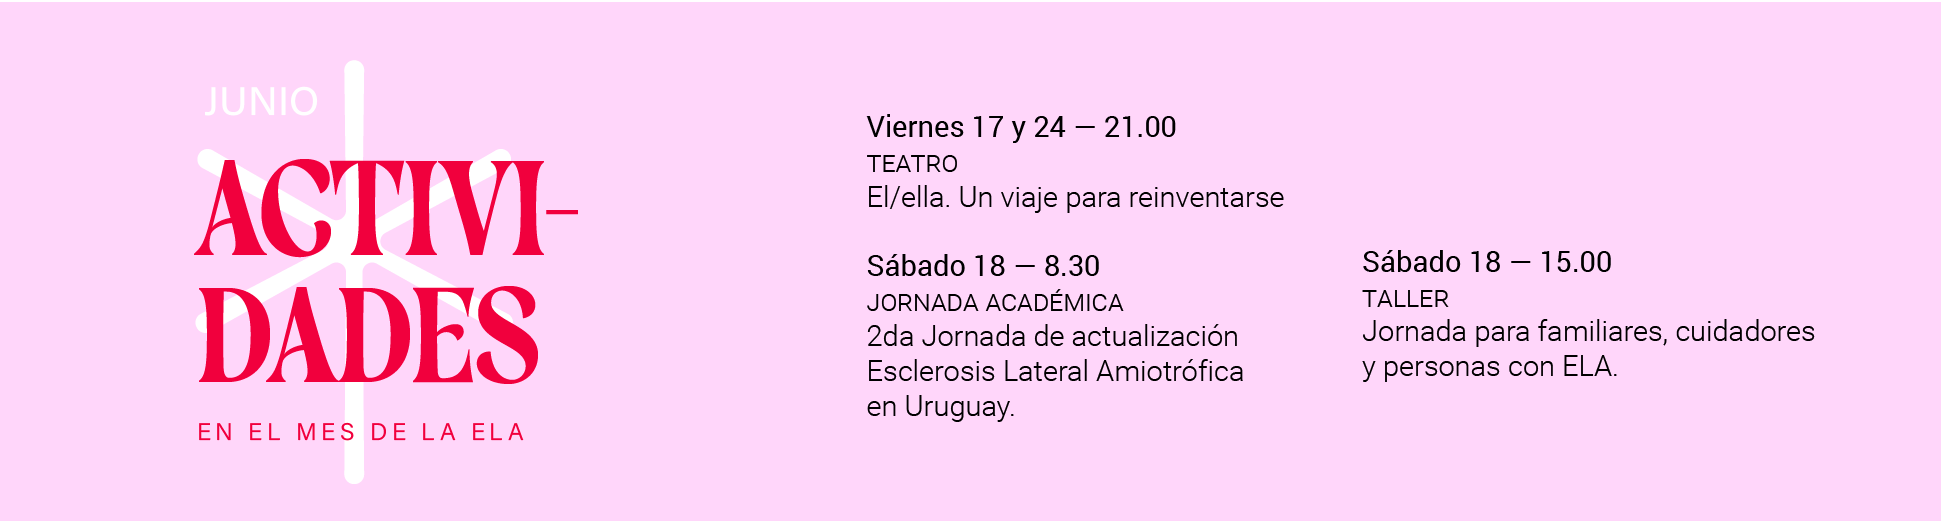 JUNIO
ACTIVI-
DADES
EN EL MES DE LA ELA
Viernes 17 y 24 — 21.00
TEATRO
El/ella. Un viaje para reinventarse
Sábado 18 — 8.30
JORNADA ACADÉMICA
2da Jornada de actualización
Esclerosis Lateral Amiotrófica
en Uruguay.
Sábado 18 — 15.00
TALLER
Jornada para familiares, cuidadores
y personas con ELA.